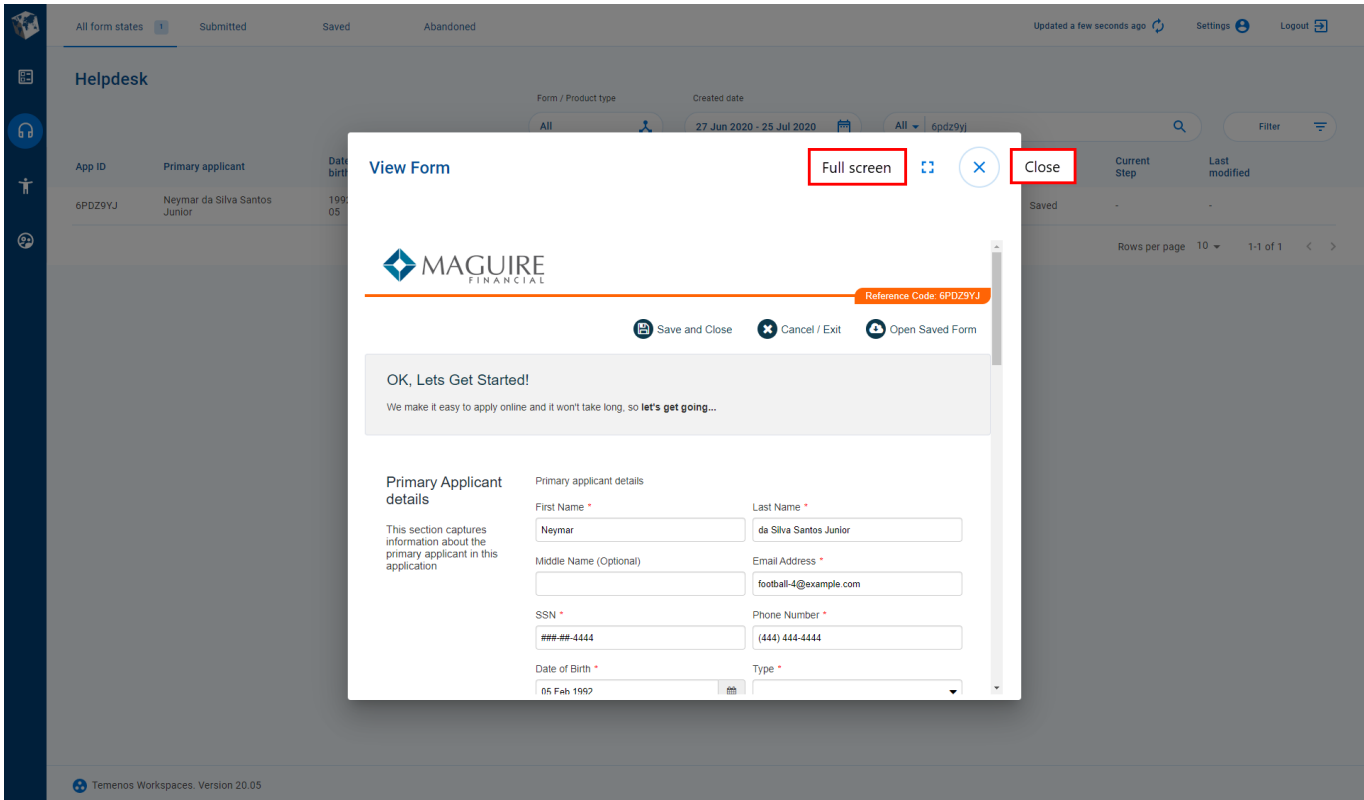 All form states 1 Submitted Saved Abandoned Updated a few seconds ago Settings Logout
Helpdesk
Form / Product type Created date
All 27 Jun 2020 - 25 Jul 2020 All 6pdz9yj Filter
App ID Primary applicant Date birth Current Step Last modified
6PDZ9YJ Neymar da Silva Santos Junior 199 05 Saved - -
Rows per page 10 1-1 of 1
View Form Full screen Close
MAGUIRE
FINANCIAL
Reference Code: 6PDZ9YJ
Save and Close Cancel / Exit Open Saved Form
OK, Lets Get Started!
We make it easy to apply online and it won't take long, so let's get going...
Primary Applicant details
This section captures
information about the
primary applicant in this
application
Primary applicant details
First Name * Last Name *
Neymar da Silva Santos Junior
Middle Name (Optional) Email Address *
football-4@example.com
SSN * Phone Number *
###-##-4444 (444) 444-4444
Date of Birth * Type *
05 Feb 1992
Temenos Workspaces. Version 20.05